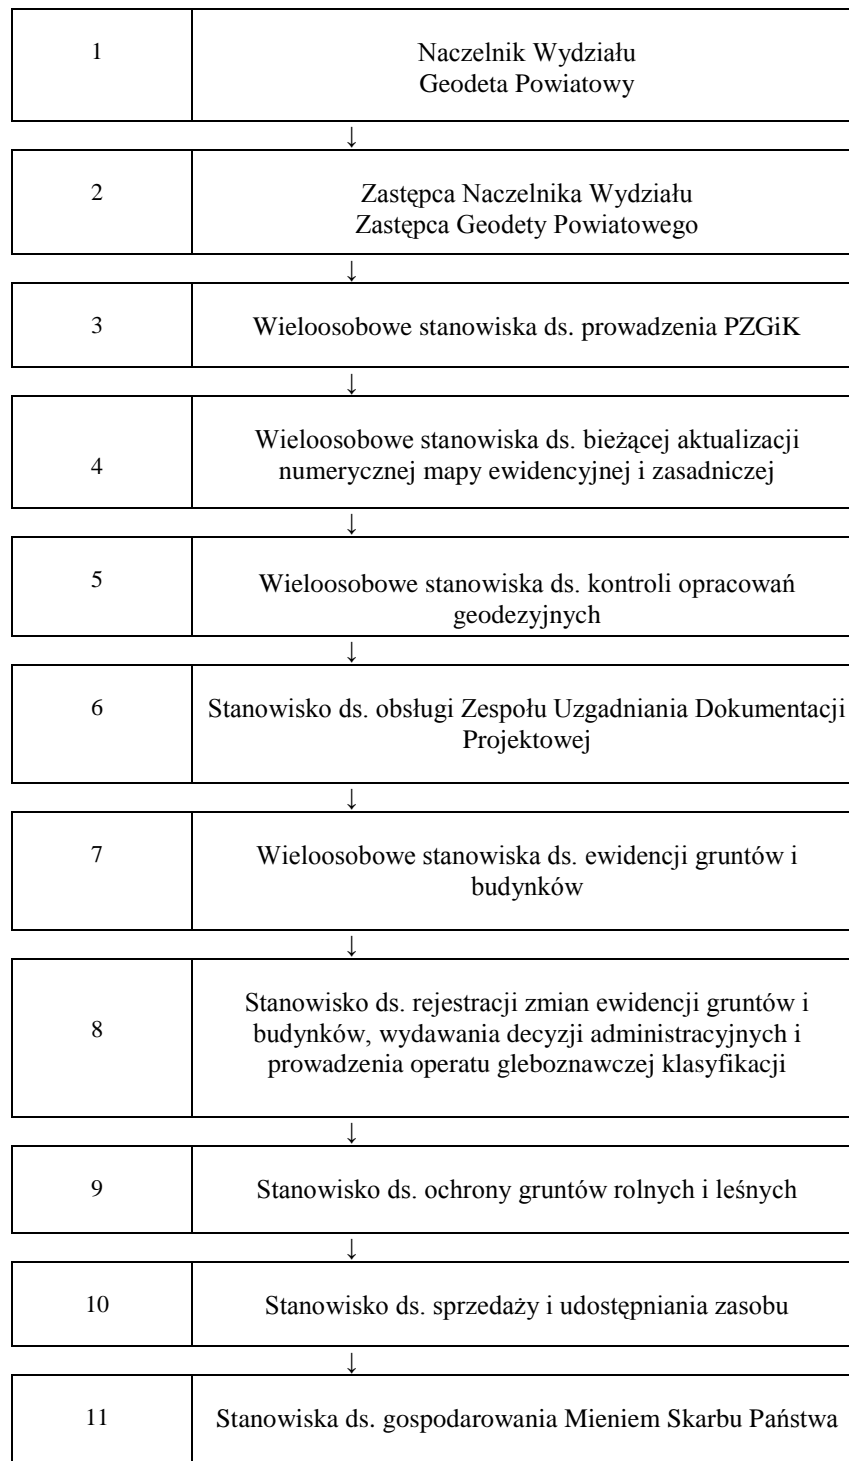 1
Naczelnik Wydziału
Geodeta Powiatowy
↓
2
Zastępca Naczelnika Wydziału
Zastępca Geodety Powiatowego
↓
3
Wieloosobowe stanowiska ds. prowadzenia PZGiK
↓
4
Wieloosobowe stanowiska ds. bieżącej aktualizacji
numerycznej mapy ewidencyjnej i zasadniczej
↓
5
Wieloosobowe stanowiska ds. kontroli opracowań
geodezyjnych
↓
6
Stanowisko ds. obsługi Zespołu Uzgadniania Dokumentacji
Projektowej
↓
7
Wieloosobowe stanowiska ds. ewidencji gruntów i
budynków
↓
8
Stanowisko ds. rejestracji zmian ewidencji gruntów i
budynków, wydawania decyzji administracyjnych i
prowadzenia operatu gleboznawczej klasyfikacji
↓
9
Stanowisko ds. ochrony gruntów rolnych i leśnych
↓
10
Stanowisko ds. sprzedaży i udostępniania zasobu
↓
11
Stanowiska ds. gospodarowania Mieniem Skarbu Państwa